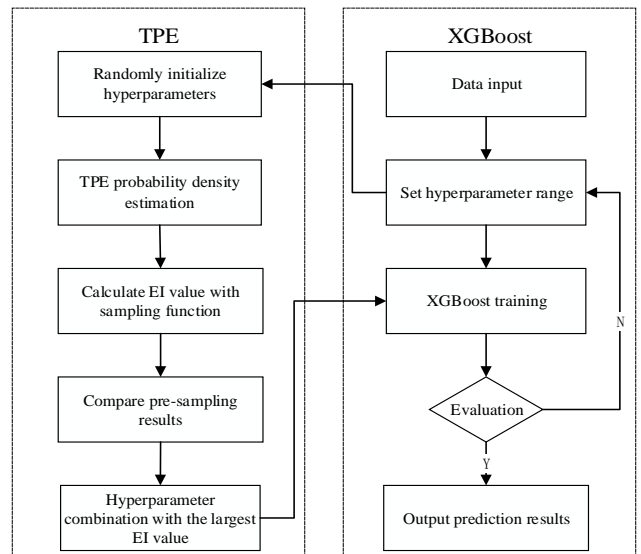 TPE
Randomly initialize
hyperparameters
TPE probability density
estimation
Calculate EI value with
sampling function
Compare pre-sampling
results
Hyperparameter
combination with the largest
EI value
XGBoost
Data input
Set hyperparameter range
XGBoost training
N
Evaluation
Y
Output prediction results